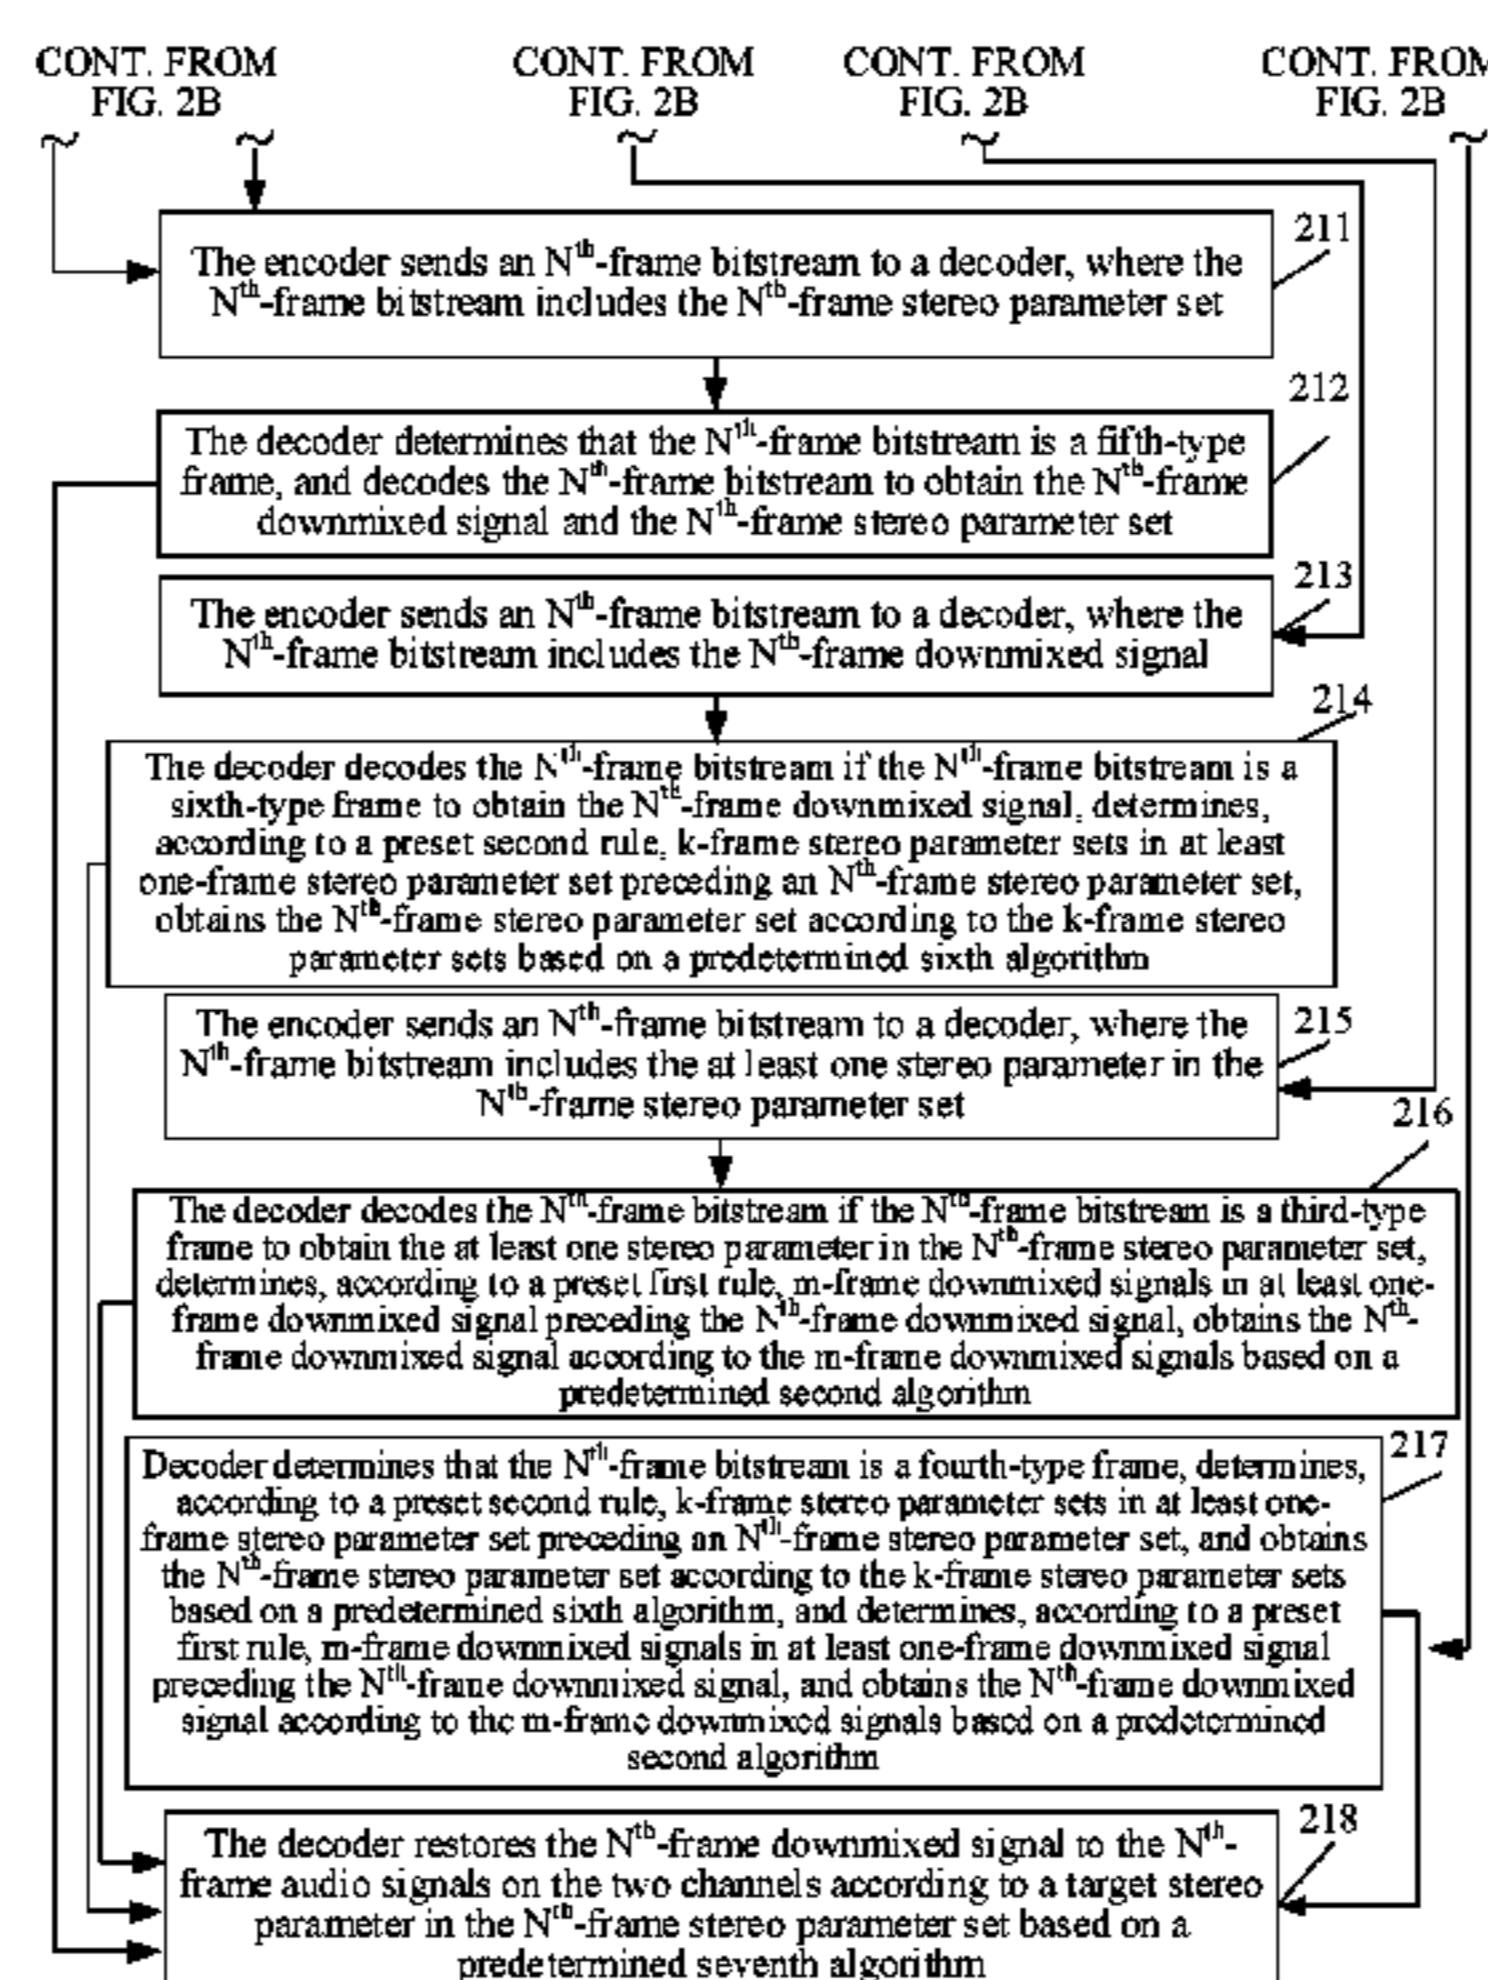 CONT. FROM
FIG. 2B
CONT. FROM
FIG. 2B
CONT. FROM
FIG. 2B
CONT. FROM
FIG. 2B
211
The encoder sends an Nth-frame bitstream to a decoder, where the
Nth-frame bitstream includes the Nth-frame stereo parameter set
212
The decoder determines that the Nth-frame bitstream is a fifth-type
frame, and decodes the Nth-frame bitstream to obtain the Nth-frame
downmixed signal and the Nth-frame stereo parameter set
213
The encoder sends an Nth-frame bitstream to a decoder, where the
Nth-frame bitstream includes the Nth-frame downmixed signal
214
The decoder decodes the Nth-frame bitstream if the Nth-frame bitstream is a
sixth-type frame to obtain the Nth-frame downmixed signal, determines,
according to a preset second rule, k-frame stereo parameter sets in at least
one-frame stereo parameter set preceding an Nth-frame stereo parameter set,
obtains the Nth-frame stereo parameter set according to the k-frame stereo
parameter sets based on a predetermined sixth algorithm
215
The encoder sends an Nth-frame bitstream to a decoder, where the
Nth-frame bitstream includes the at least one stereo parameter in the
Nth-frame stereo parameter set
216
The decoder decodes the Nth-frame bitstream if the Nth-frame bitstream is a third-type
frame to obtain the at least one stereo parameter in the Nth-frame stereo parameter set,
determines, according to a preset first rule, m-frame downmixed signals in at least one-
frame downmixed signal preceding the Nth-frame downmixed signal, obtains the Nth-
frame downmixed signal according to the m-frame downmixed signals based on a
predetermined second algorithm
217
Decoder determines that the Nth-frame bitstream is a fourth-type frame, determines,
according to a preset second rule, k-frame stereo parameter sets in at least one-
frame stereo parameter set preceding an Nth-frame stereo parameter set, and obtains
the Nth-frame stereo parameter set according to the k-frame stereo parameter sets
based on a predetermined sixth algorithm, and determines, according to a preset
first rule, m-frame downmixed signals in at least one-frame downmixed signal
preceding the Nth-frame downmixed signal, and obtains the Nth-frame downmixed
signal according to the m-frame downmixed signals based on a predetermined
second algorithm
218
The decoder restores the Nth-frame downmixed signal to the Nth-
frame audio signals on the two channels according to a target stereo
parameter in the Nth-frame stereo parameter set based on a
predetermined seventh algorithm